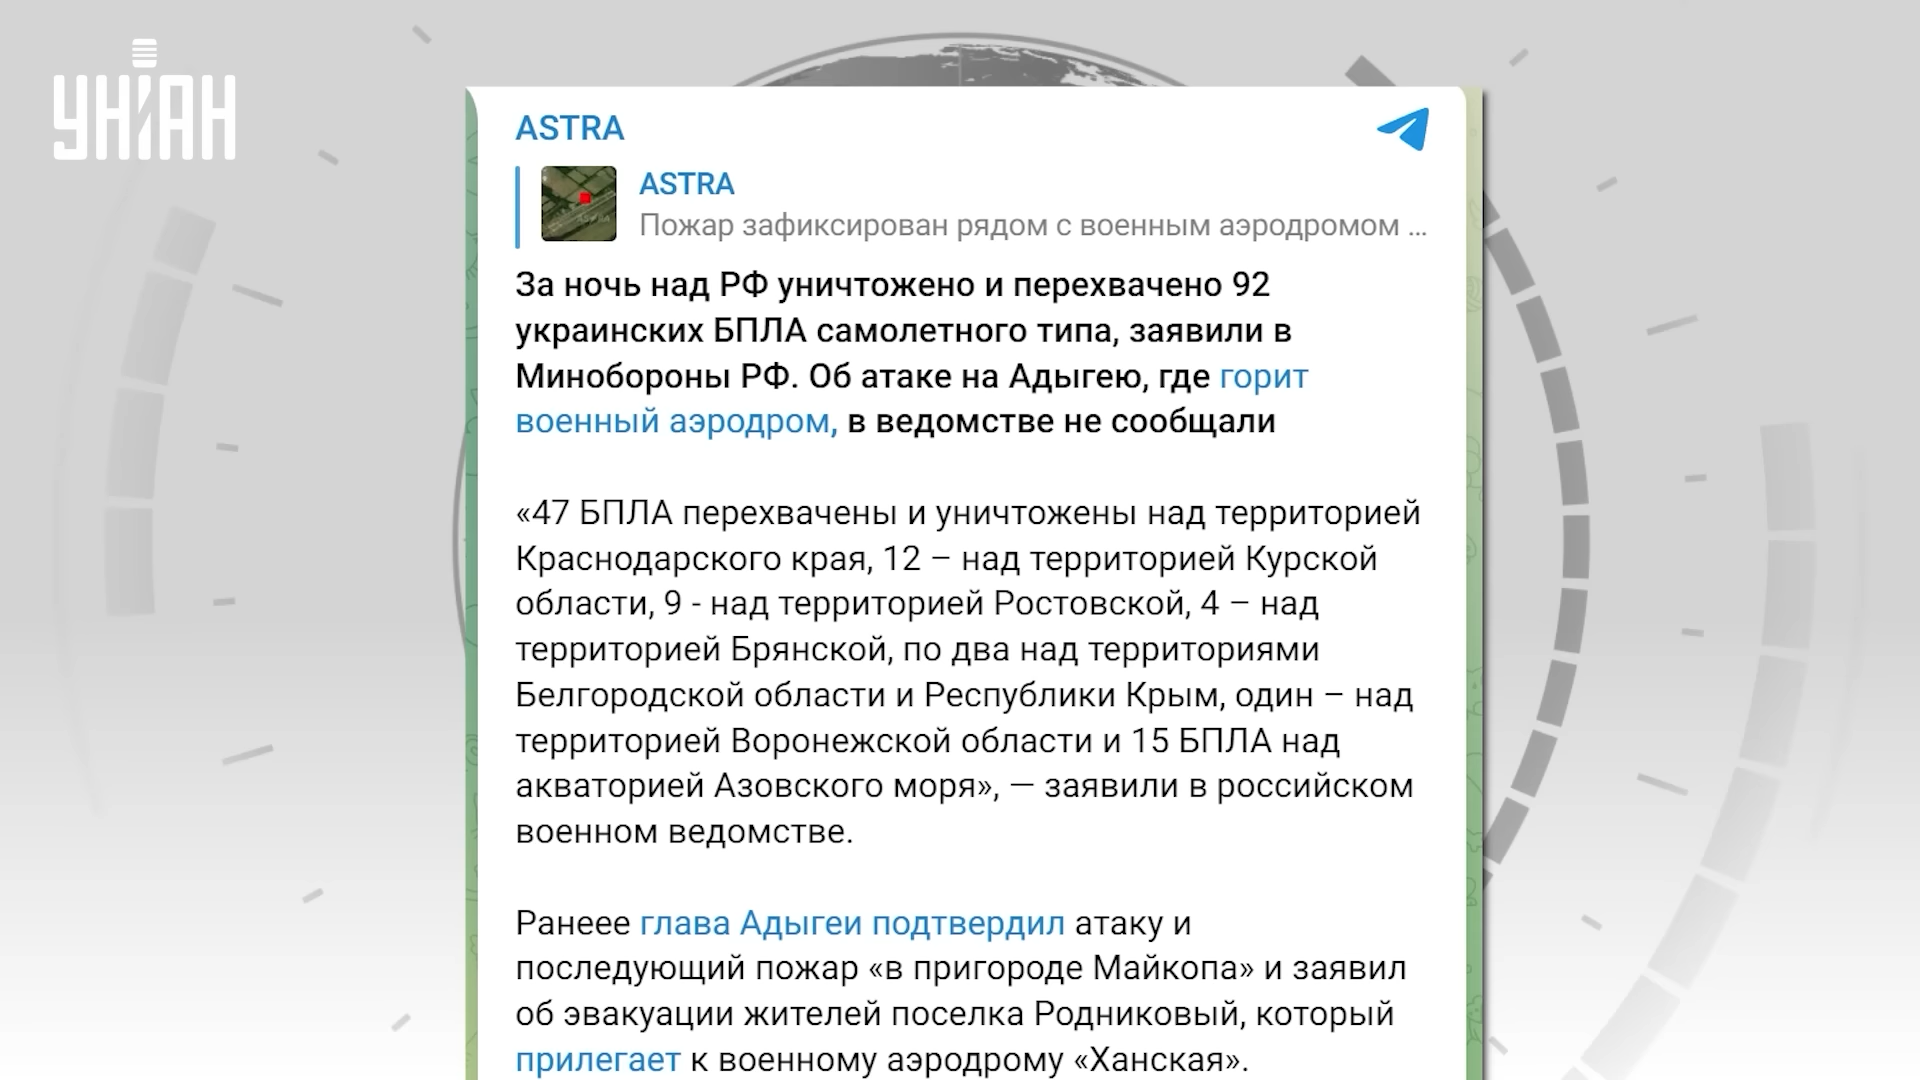 УНІАН
ASTRA
ASTRA
Пожар зафиксирован рядом с военным аэродромом ...
За ночь над РФ уничтожено и перехвачено 92
украинских БПЛА самолетного типа, заявили в
Минобороны РФ. Об атаке на Адыгею, где горит
военный аэродром, в ведомстве не сообщали
«47 БПЛА перехвачены и уничтожены над территорией
Краснодарского края, 12 – над территорией Курской
области, 9 - над территорией Ростовской, 4 – над
территорией Брянской, по два над территориями
Белгородской области и Республики Крым, один – над
территорией Воронежской области и 15 БПЛА над
акваторией Азовского моря», — заявили в российском
военном ведомстве.
Ранеее глава Адыгеи подтвердил атаку и
последующий пожар «в пригороде Майкопа» и заявил
об эвакуации жителей поселка Родниковый, который
прилегает к военному аэродрому «Ханская».